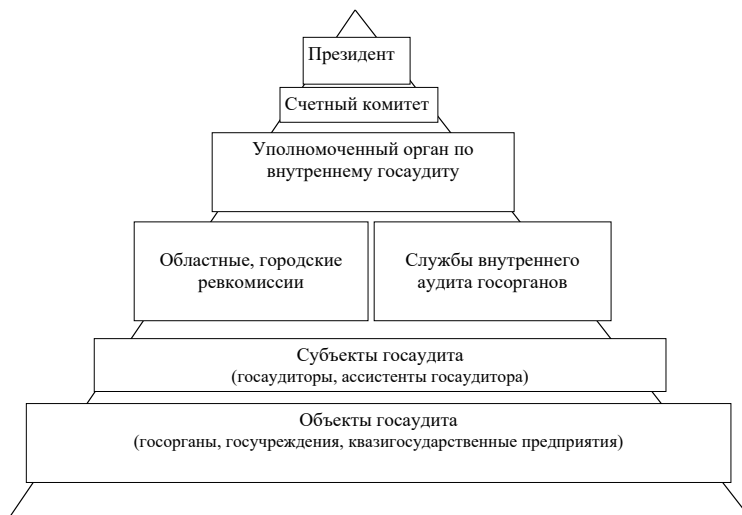 Президент
Счетный комитет
Уполномоченный орган по
внутреннему госаудиту
Областные, городские
ревкомиссии
Службы внутреннего
аудита госорганов
Субъекты госаудита
(госаудиторы, ассистенты госаудитора)
Объекты госаудита
(госорганы, госучреждения, квазигосударственные предприятия)